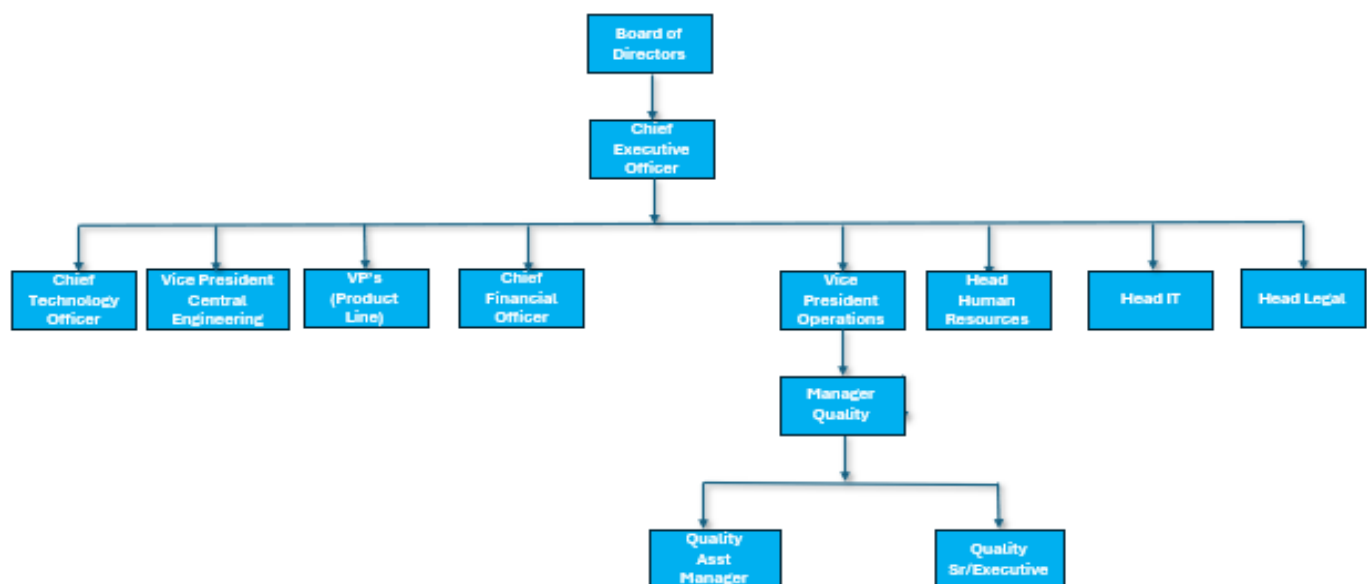 Board of
Directors
Chief
Executive
Officer
Chief
Technology
Officer
Vice President
Central
Engineering
VP's
(Product
Line)
Chief
Financial
Officer
Vice
President
Operations
Head
Human
Resources
Head IT
Head Legal
Manager
Quality
Quality
Asst
Manager
Quality
Sr/Executive